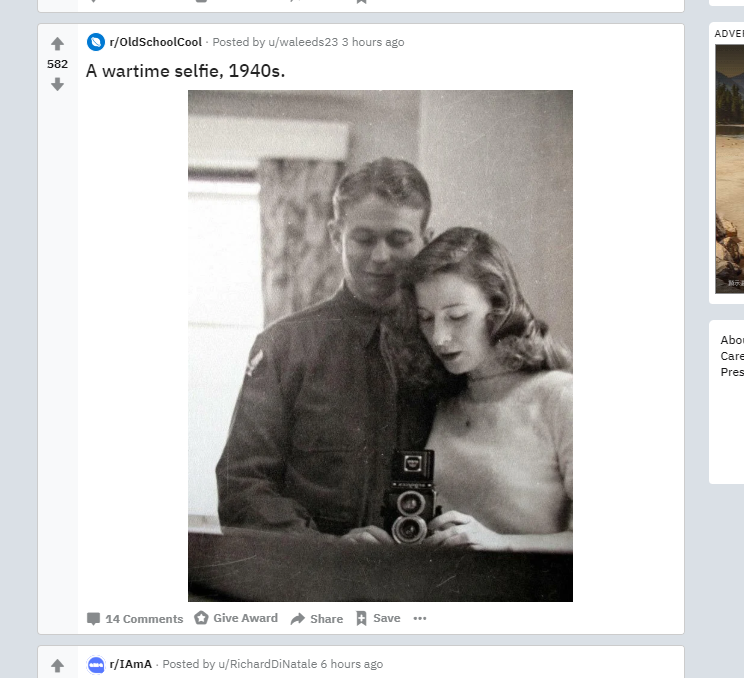 r/OldSchoolCool · Posted by u/waleeds23 3 hours ago
582
A wartime selfie, 1940s.
14 Comments Give Award Share Save
r/IAmA · Posted by u/RichardDiNatale 6 hours ago
ADVE
Abou
Care
Pres